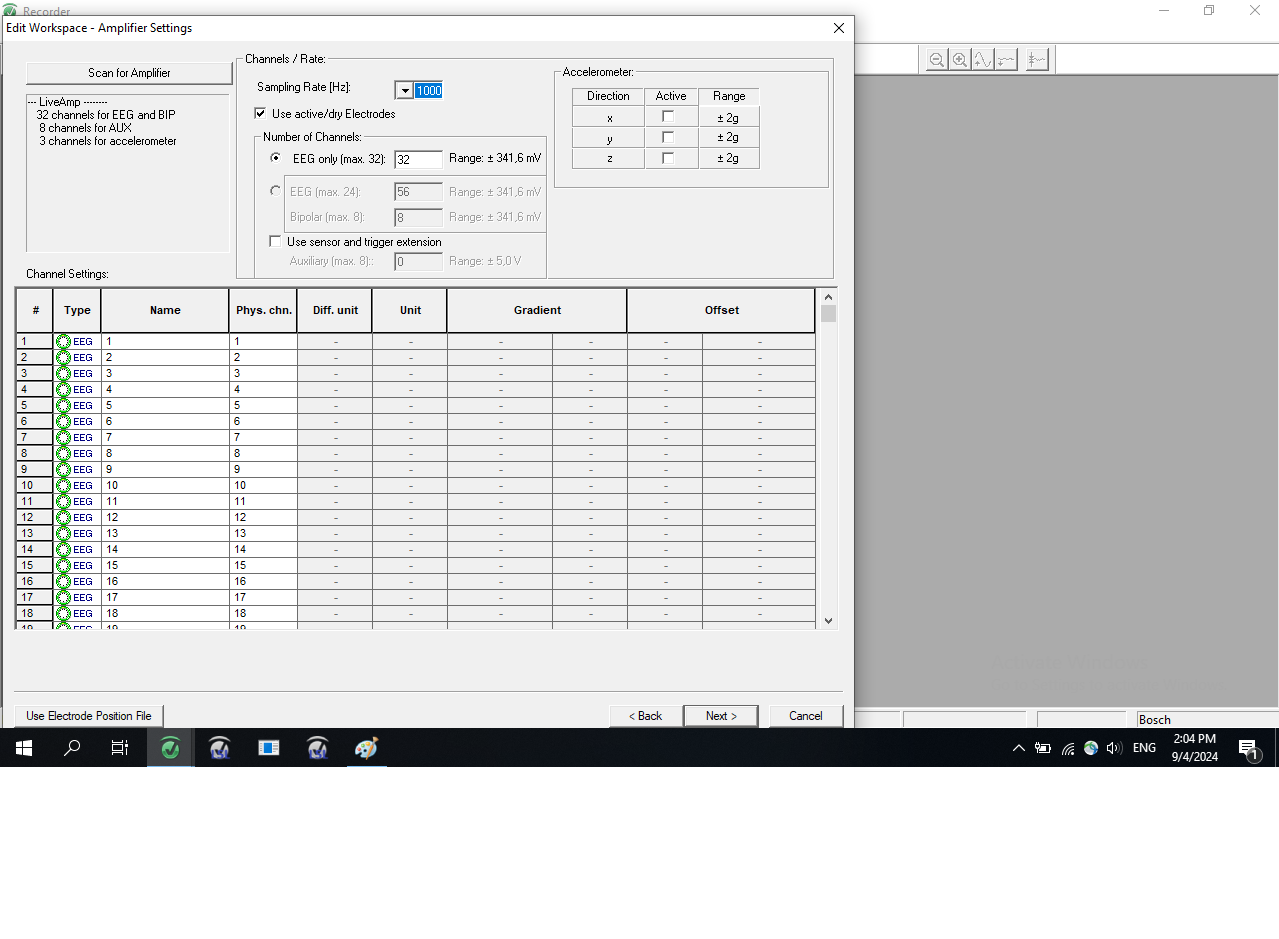 Recorder
Edit Workspace - Amplifier Settings
Scan for Amplifier
--- LiveAmp --------
32 channels for EEG and BIP
8 channels for AUX
3 channels for accelerometer
Channels / Rate:
Sampling Rate [Hz]: 1000
Use active/dry Electrodes
Number of Channels:
EEG only (max. 32): 32 Range: ± 341,6 mV
EEG (max. 24): 56 Range: ± 341,6 mV
Bipolar (max. 8): 8 Range: ± 341,6 mV
Use sensor and trigger extension
Auxiliary (max. 8):: 0 Range: ± 5,0 V
Accelerometer:
Direction Active Range
x ± 2g
y ± 2g
z ± 2g
Channel Settings:
# Type Name Phys. chn. Diff. unit Unit Gradient Offset
1 EEG 1 1 - - - - - -
2 EEG 2 2 - - - - - -
3 EEG 3 3 - - - - - -
4 EEG 4 4 - - - - - -
5 EEG 5 5 - - - - - -
6 EEG 6 6 - - - - - -
7 EEG 7 7 - - - - - -
8 EEG 8 8 - - - - - -
9 EEG 9 9 - - - - - -
10 EEG 10 10 - - - - - -
11 EEG 11 11 - - - - - -
12 EEG 12 12 - - - - - -
13 EEG 13 13 - - - - - -
14 EEG 14 14 - - - - - -
15 EEG 15 15 - - - - - -
16 EEG 16 16 - - - - - -
17 EEG 17 17 - - - - - -
18 EEG 18 18 - - - - - -
19 EEG 19 19
Use Electrode Position File
< Back Next > Cancel
Bosch
ENG
2:04 PM
9/4/2024
1